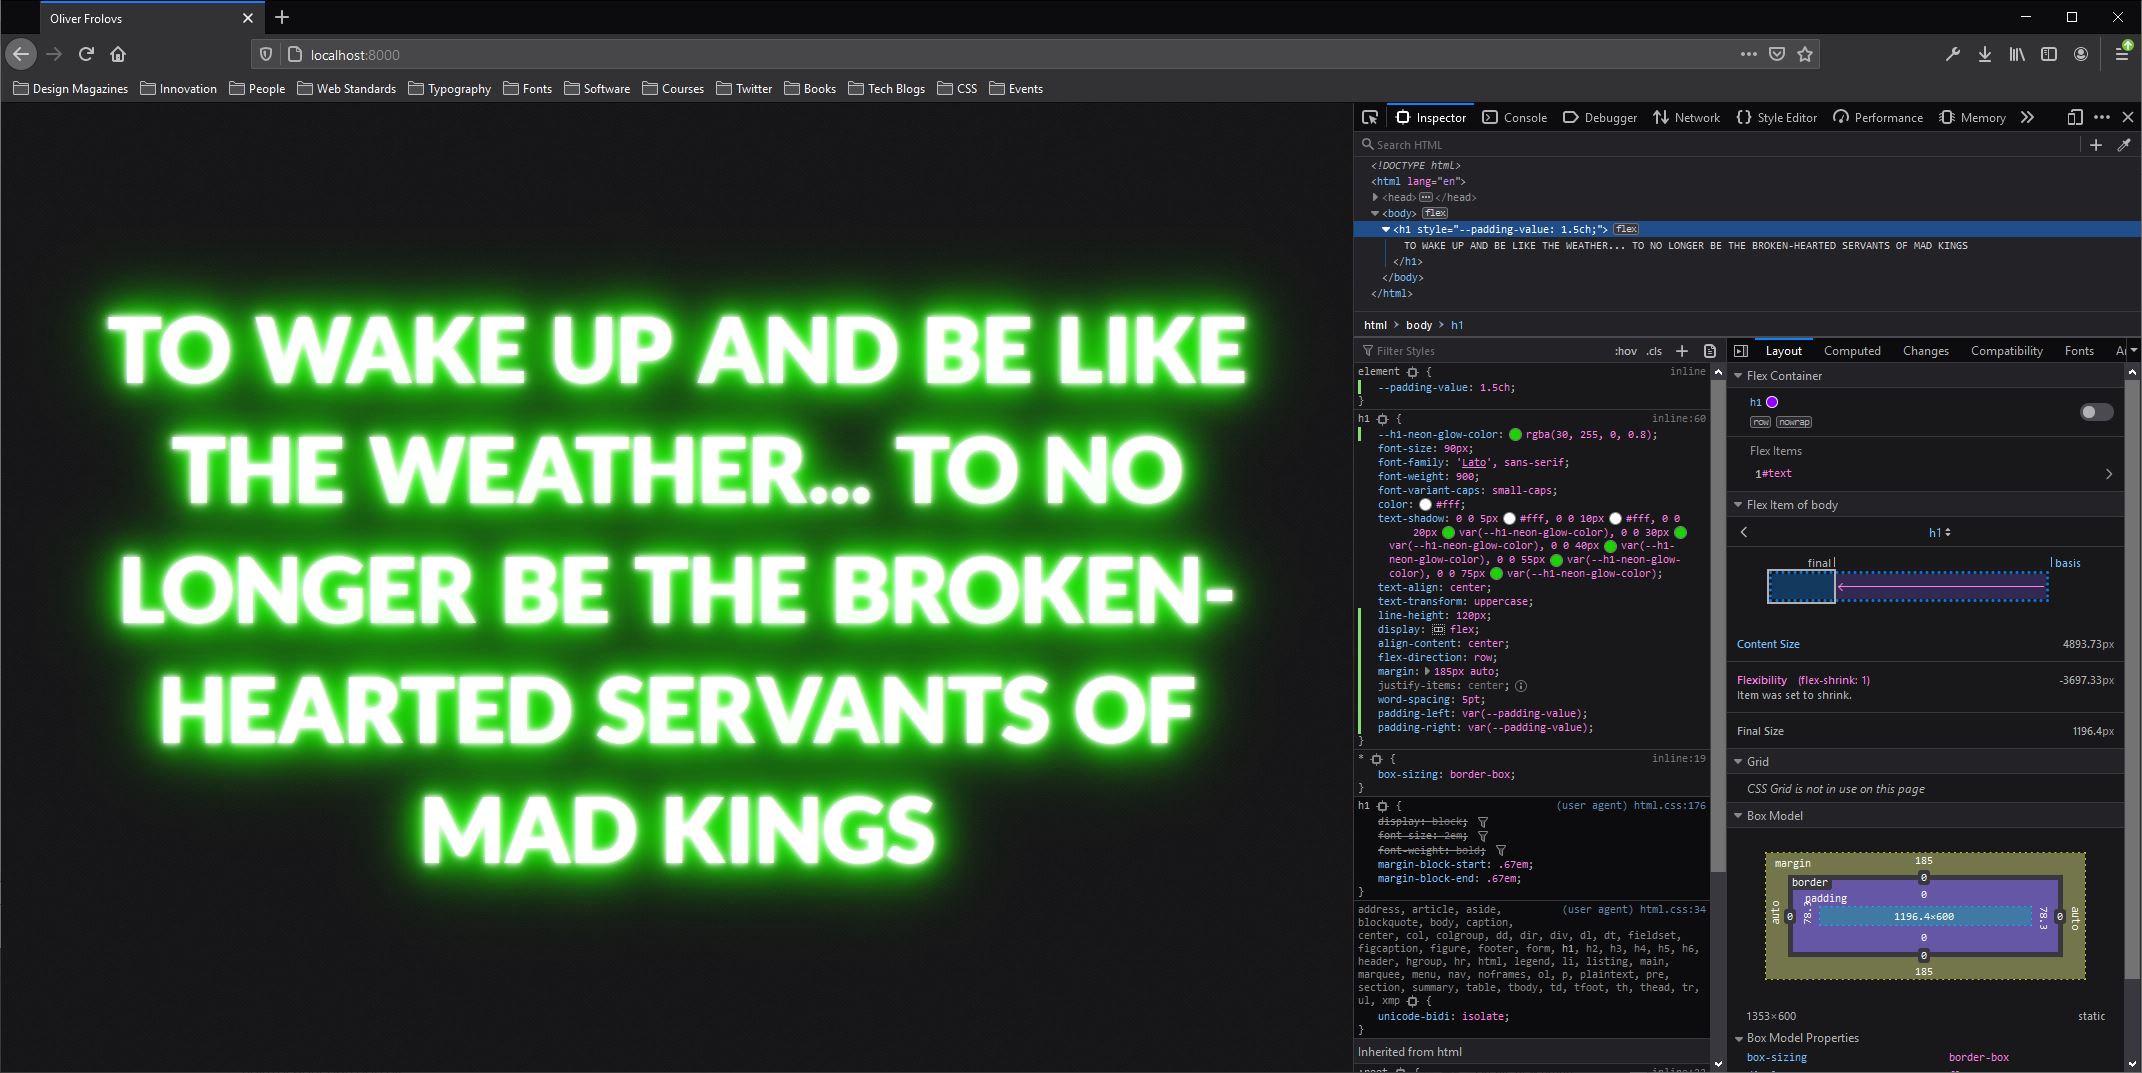 Oliver Frolovs
localhost:8000
Design Magazines Innovation People Web Standards Typography Fonts Software Courses Twitter Books Tech Blogs CSS Events
TO WAKE UP AND BE LIKE
THE WEATHER... TO NO
LONGER BE THE BROKEN-
HEARTED SERVANTS OF
MAD KINGS
Inspector Console Debugger Network Style Editor Performance Memory
Search HTML
<!DOCTYPE html>
<html lang="en">
<head> </head>
<body> flex
<h1 style="--padding-value: 1.5ch;"> flex
TO WAKE UP AND BE LIKE THE WEATHER... TO NO LONGER BE THE BROKEN-HEARTED SERVANTS OF MAD KINGS
</h1>
</body>
</html>
html > body > h1
Filter Styles :hov .cls +
element { inline
--padding-value: 1.5ch;
}
h1 { inline:60
--h1-neon-glow-color: rgba(30, 255, 0, 0.8);
font-size: 90px;
font-family: 'Lato', sans-serif;
font-weight: 900;
font-variant-caps: small-caps;
color: #fff;
text-shadow: 0 0 5px #fff, 0 0 10px #fff, 0 0
20px var(--h1-neon-glow-color), 0 0 30px
var(--h1-neon-glow-color), 0 0 40px var(--h1-
neon-glow-color), 0 0 55px var(--h1-neon-glow-
color), 0 0 75px var(--h1-neon-glow-color);
text-align: center;
text-transform: uppercase;
line-height: 120px;
display: flex;
align-content: center;
flex-direction: row;
margin: 185px auto;
justify-items: center;
word-spacing: 5pt;
padding-left: var(--padding-value);
padding-right: var(--padding-value);
}
* { inline:19
box-sizing: border-box;
}
h1 { (user agent) html.css:176
display: block;
font-size: 2em;
font-weight: bold;
margin-block-start: .67em;
margin-block-end: .67em;
}
address, article, aside, (user agent) html.css:34
blockquote, body, caption,
center, col, colgroup, dd, dir, div, dl, dt, fieldset,
figcaption, figure, footer, form, h1, h2, h3, h4, h5, h6,
header, hgroup, hr, html, legend, li, listing, main,
marquee, menu, nav, noframes, ol, p, plaintext, pre,
section, summary, table, tbody, td, tfoot, th, thead, tr,
ul, xmp {
unicode-bidi: isolate;
}
Inherited from html
Layout Computed Changes Compatibility Fonts
Flex Container
h1
row nowrap
Flex Items
1#text
Flex Item of body
h1
final basis
Content Size 4893.73px
Flexibility (flex-shrink: 1) -3697.33px
Item was set to shrink.
Final Size 1196.4px
Grid
CSS Grid is not in use on this page
Box Model
margin 185
border 0
padding 0
auto 0 78.3 1196.4×600 78.3 0 auto
0
0
185
1353×600 static
Box Model Properties
box-sizing border-box